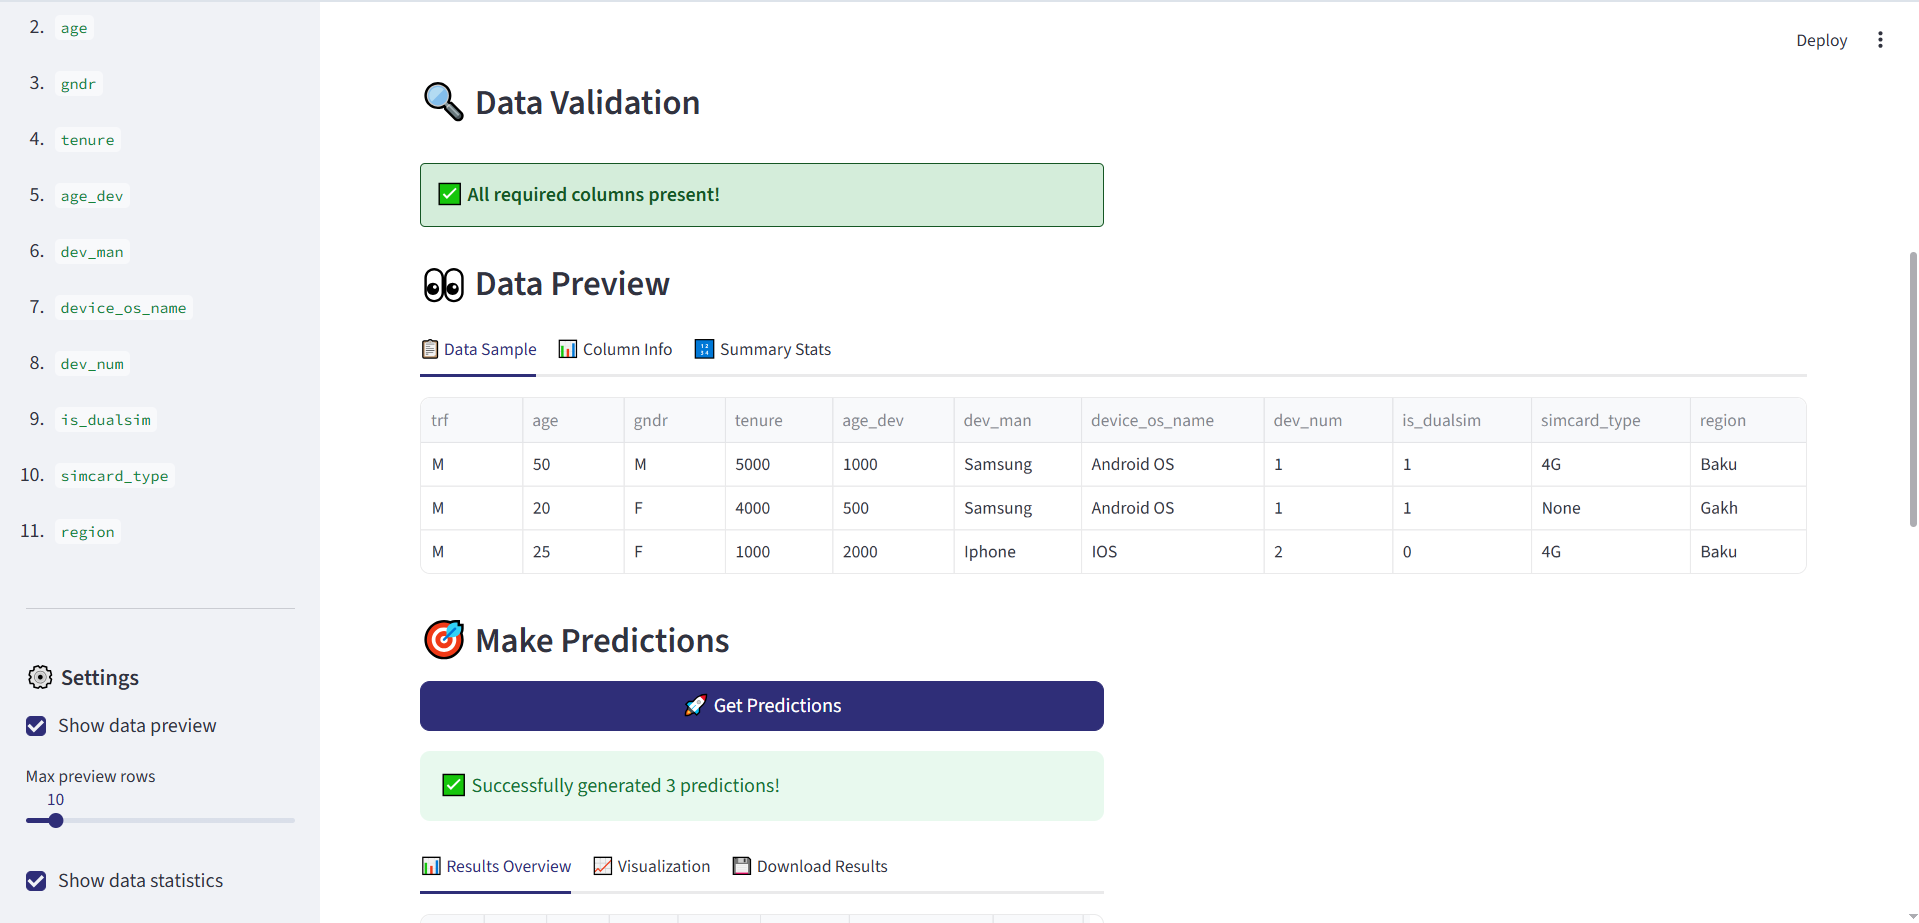 2. age
3. gndr
4. tenure
5. age_dev
6. dev_man
7. device_os_name
8. dev_num
9. is_dualsim
10. simcard_type
11. region
Settings
Show data preview
Max preview rows
10
Show data statistics
Deploy
Data Validation
All required columns present!
Data Preview
Data Sample Column Info Summary Stats
trf age gndr tenure age_dev dev_man device_os_name dev_num is_dualsim simcard_type region
M 50 M 5000 1000 Samsung Android OS 1 1 4G Baku
M 20 F 4000 500 Samsung Android OS 1 1 None Gakh
M 25 F 1000 2000 Iphone IOS 2 0 4G Baku
Make Predictions
Get Predictions
Successfully generated 3 predictions!
Results Overview Visualization Download Results